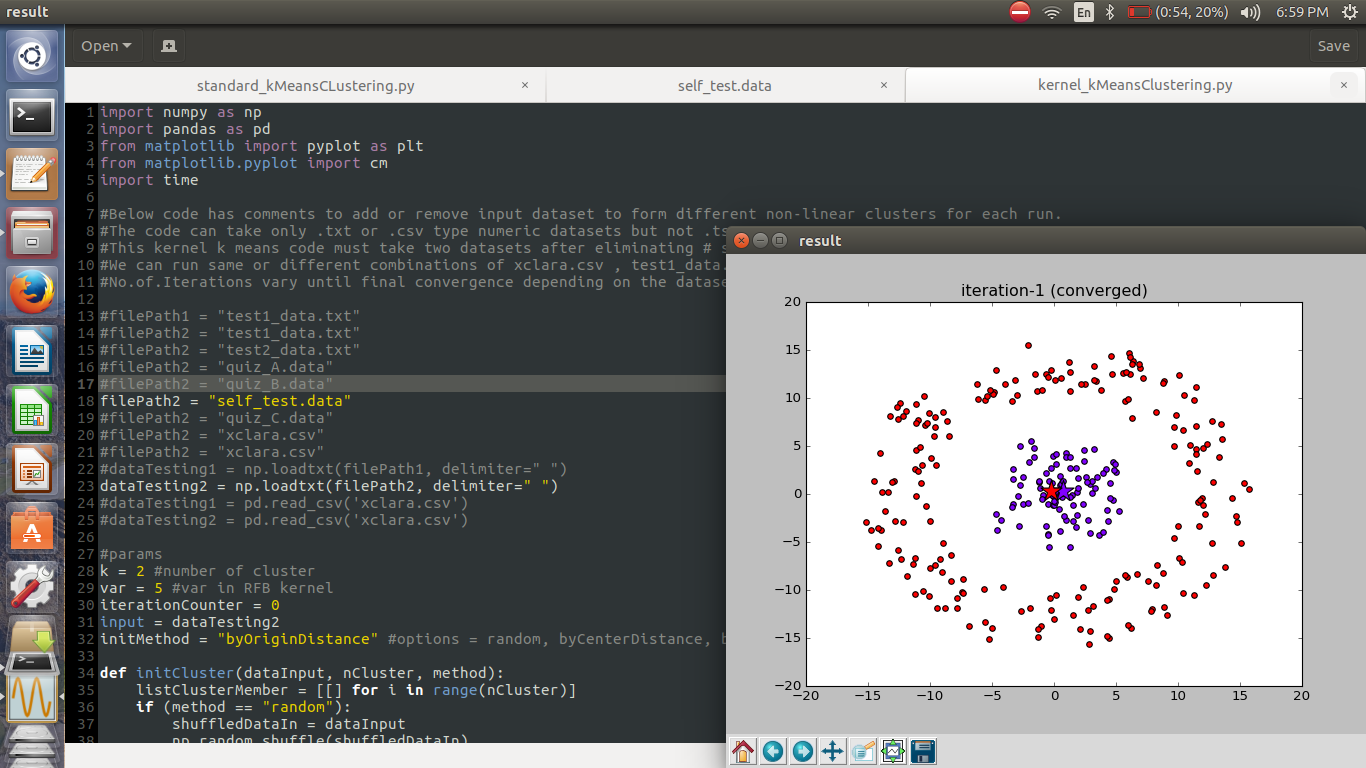 result
En
(0:54, 20%)
6:59 PM
Open
Save
standard_kMeansCLustering.py ×
self_test.data ×
kernel_kMeansClustering.py ×
1 import numpy as np
2 import pandas as pd
3 from matplotlib import pyplot as plt
4 from matplotlib.pyplot import cm
5 import time
6
7 #Below code has comments to add or remove input dataset to form different non-linear clusters for each run.
8 #The code can take only .txt or .csv type numeric datasets but not .ts
9 #This kernel k means code must take two datasets after eliminating # s
10 #We can run same or different combinations of xclara.csv , test1_data.
11 #No.of.Iterations vary until final convergence depending on the datase
12
13 #filePath1 = "test1_data.txt"
14 #filePath2 = "test1_data.txt"
15 #filePath2 = "test2_data.txt"
16 #filePath2 = "quiz_A.data"
17 #filePath2 = "quiz_B.data"
18 filePath2 = "self_test.data"
19 #filePath2 = "quiz_C.data"
20 #filePath2 = "xclara.csv"
21 #filePath2 = "xclara.csv"
22 #dataTesting1 = np.loadtxt(filePath1, delimiter=" ")
23 dataTesting2 = np.loadtxt(filePath2, delimiter=" ")
24 #dataTesting1 = pd.read_csv('xclara.csv')
25 #dataTesting2 = pd.read_csv('xclara.csv')
26
27 #params
28 k = 2 #number of cluster
29 var = 5 #var in RFB kernel
30 iterationCounter = 0
31 input = dataTesting2
32 initMethod = "byOriginDistance" #options = random, byCenterDistance, b
33
34 def initCluster(dataInput, nCluster, method):
35 listClusterMember = [[] for i in range(nCluster)]
36 if (method == "random"):
37 shuffledDataIn = dataInput
38 np.random.shuffle(shuffledDataIn)
result
iteration-1 (converged)
20
15
10
5
0
−5
−10
−15
−20
−20 −15 −10 −5 0 5 10 15 20